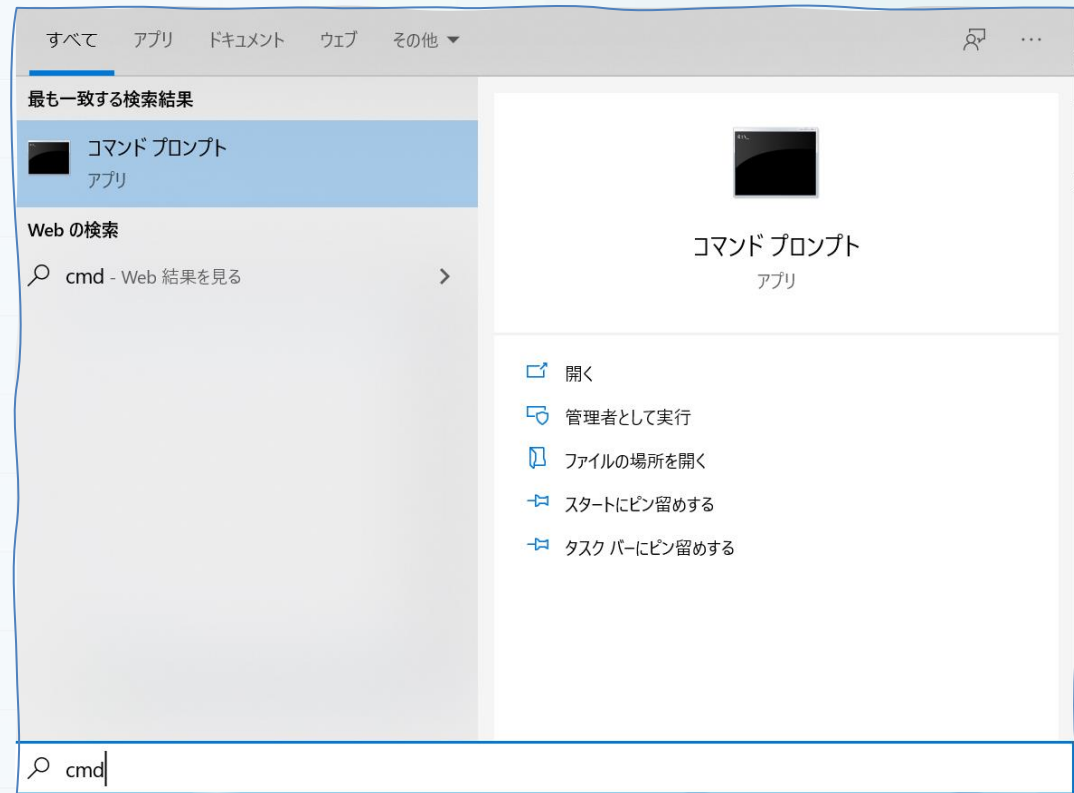 すべて アプリ ドキュメント ウェブ その他
最も一致する検索結果
コマンド プロンプト
アプリ
Web の検索
cmd - Web 結果を見る
コマンド プロンプト
アプリ
開く
管理者として実行
ファイルの場所を開く
スタートにピン留めする
タスク バーにピン留めする
cmd